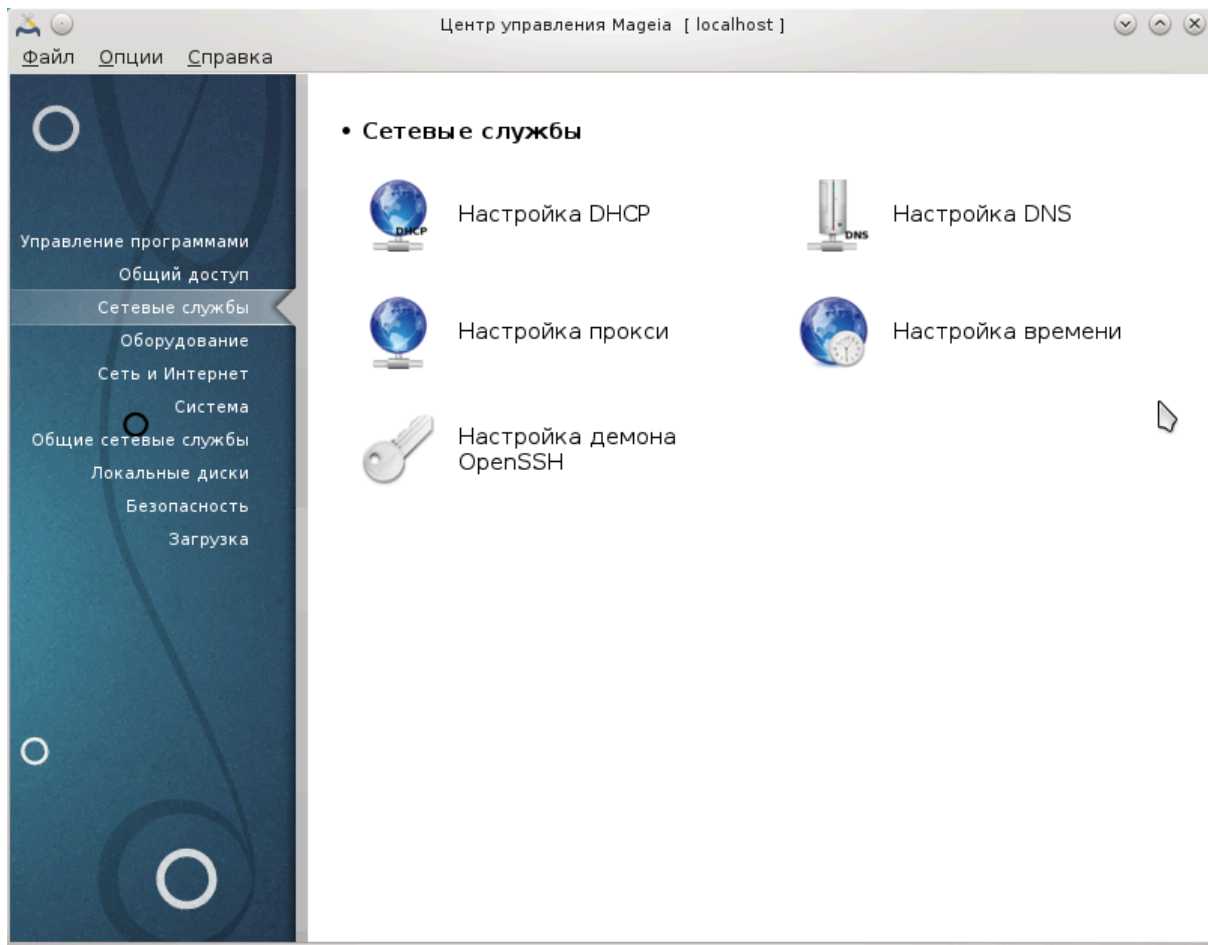 Центр управления Mageia [ localhost ]
Файл Опции Справка
Управление программами
Общий доступ
Сетевые службы
Оборудование
Сеть и Интернет
Система
Общие сетевые службы
Локальные диски
Безопасность
Загрузка
• Сетевые службы
DHCP
Настройка DHCP
DNS
Настройка DNS
Настройка прокси
Настройка времени
Настройка демона
OpenSSH